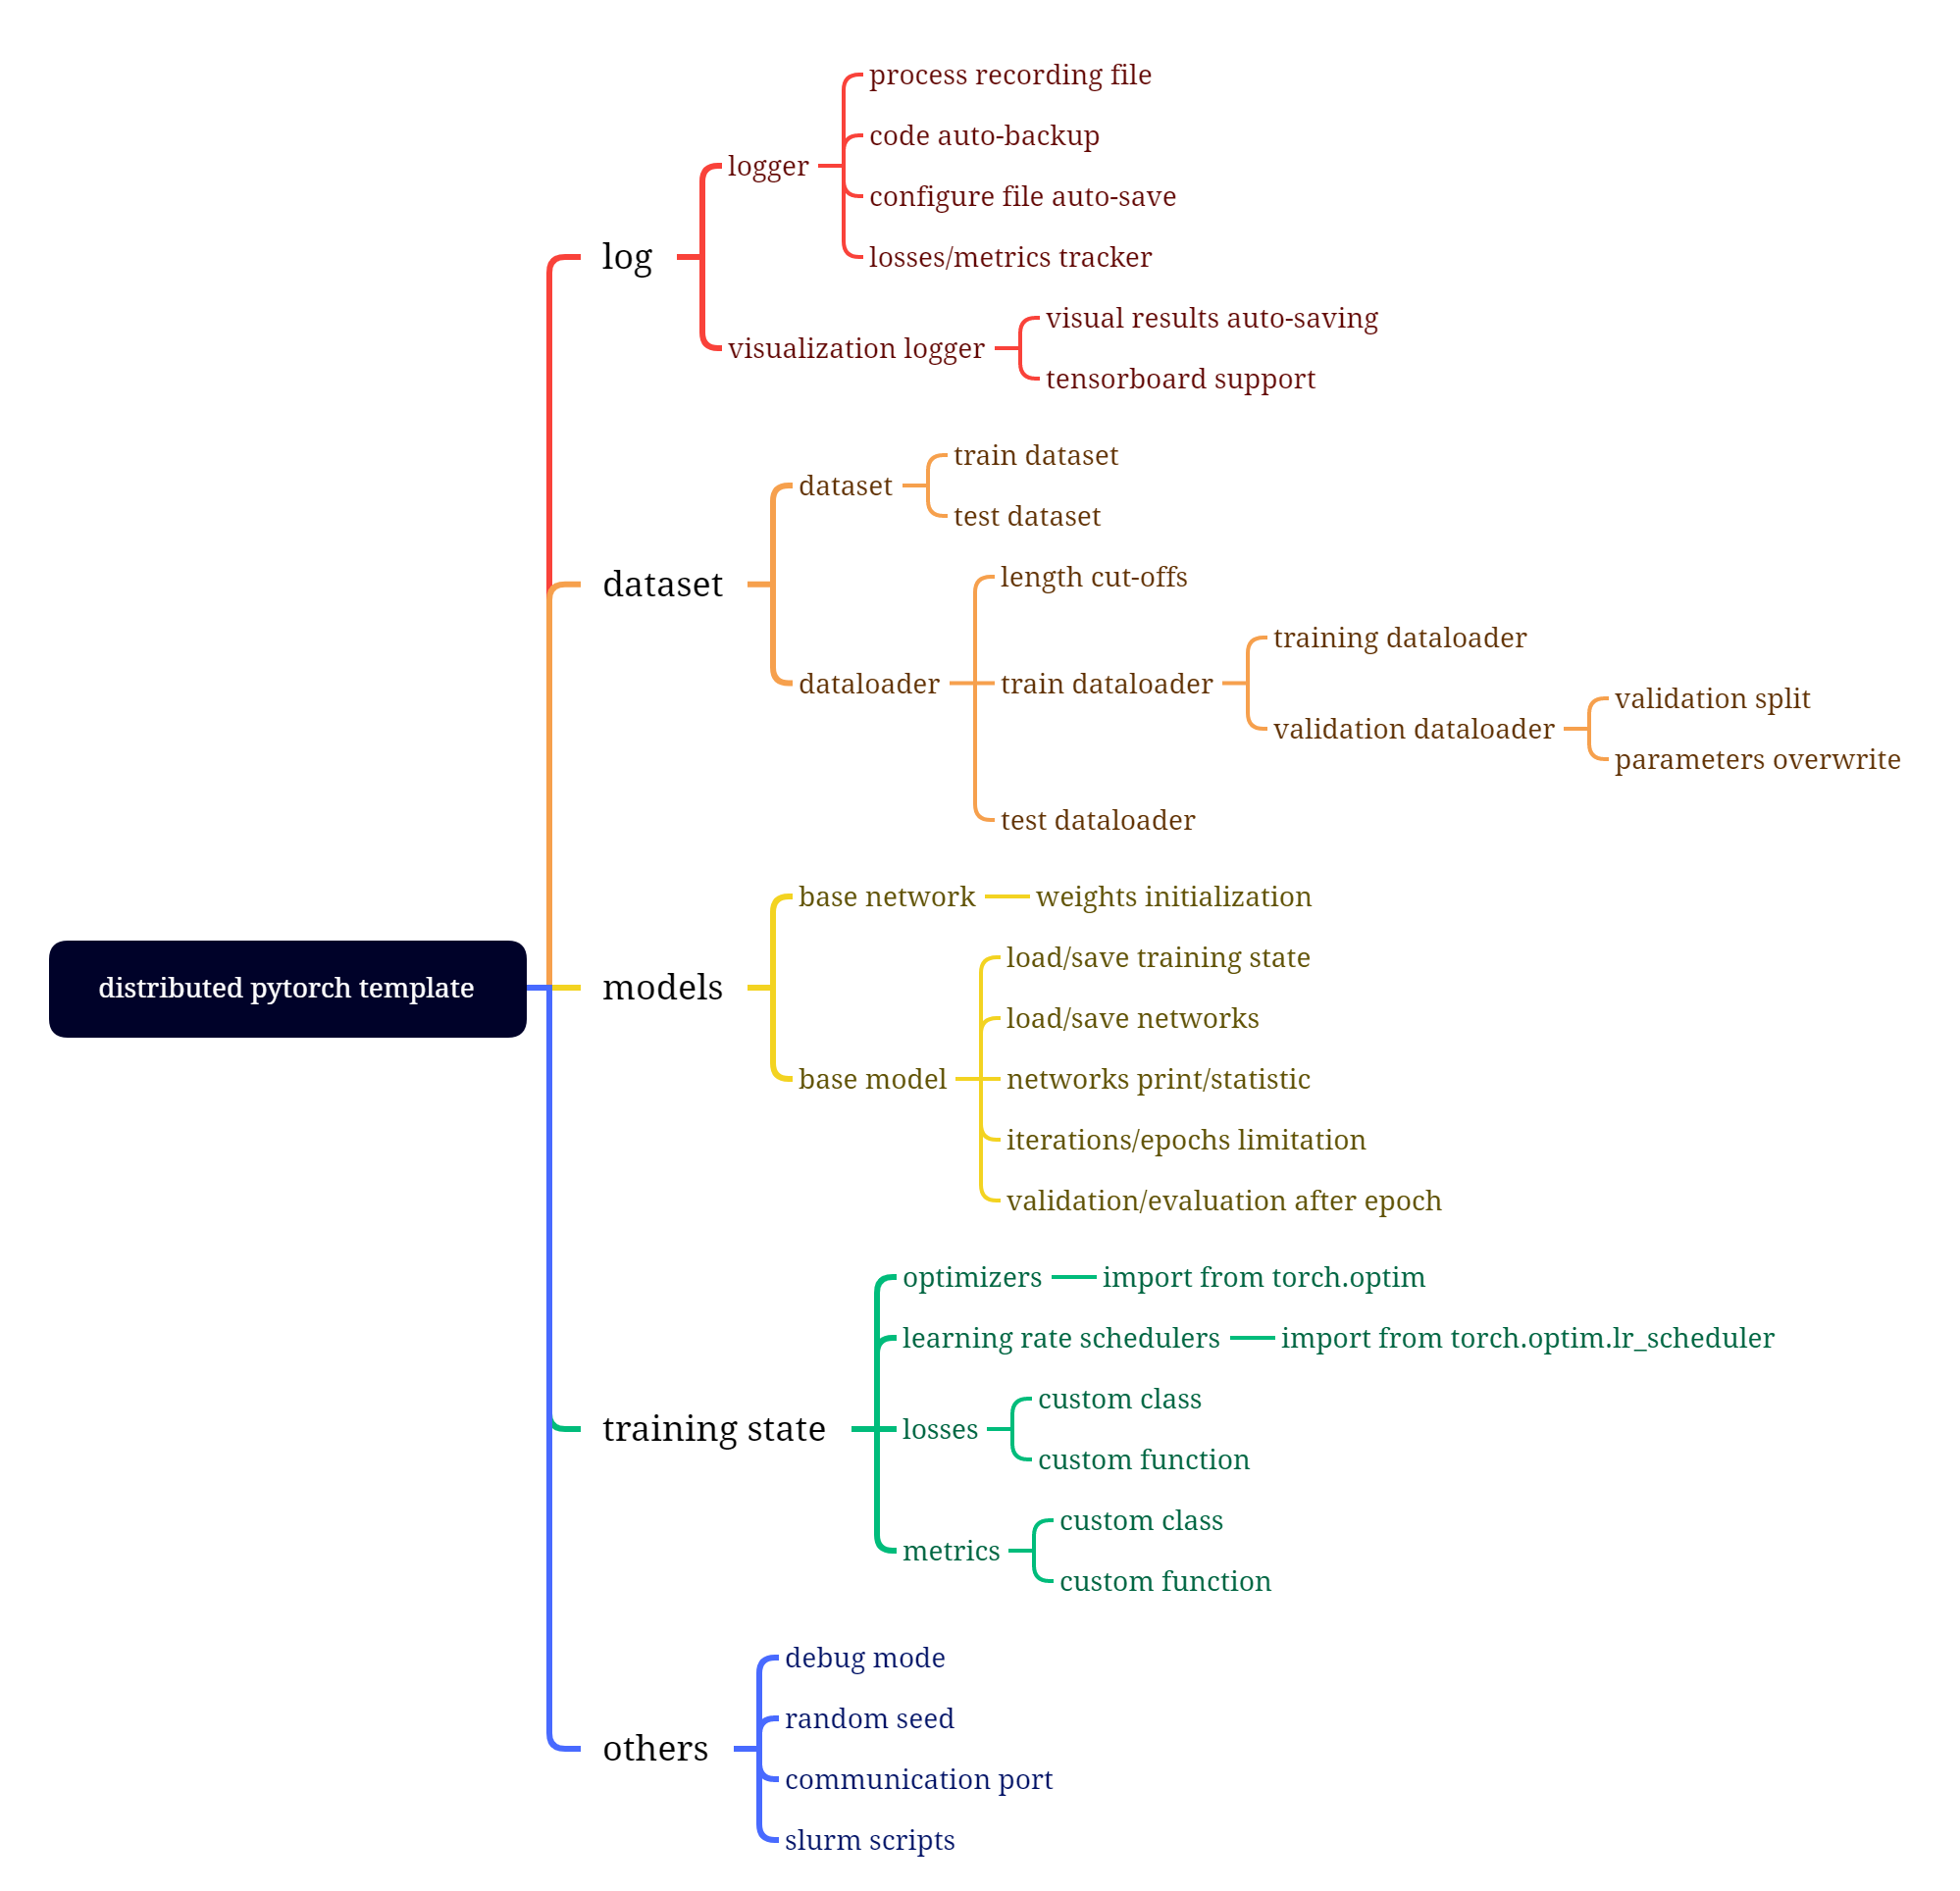 process recording file
code auto-backup
logger
configure file auto-save
log
losses/metrics tracker
visual results auto-saving
visualization logger
tensorboard support
train dataset
dataset
test dataset
length cut-offs
dataset
training dataloader
dataloader
train dataloader
validation split
validation dataloader
parameters overwrite
test dataloader
base network
weights initialization
load/save training state
distributed pytorch template
models
load/save networks
base model
networks print/statistic
iterations/epochs limitation
validation/evaluation after epoch
optimizers
import from torch.optim
learning rate schedulers
import from torch.optim.lr_scheduler
custom class
training state
losses
custom function
custom class
metrics
custom function
debug mode
random seed
others
communication port
slurm scripts